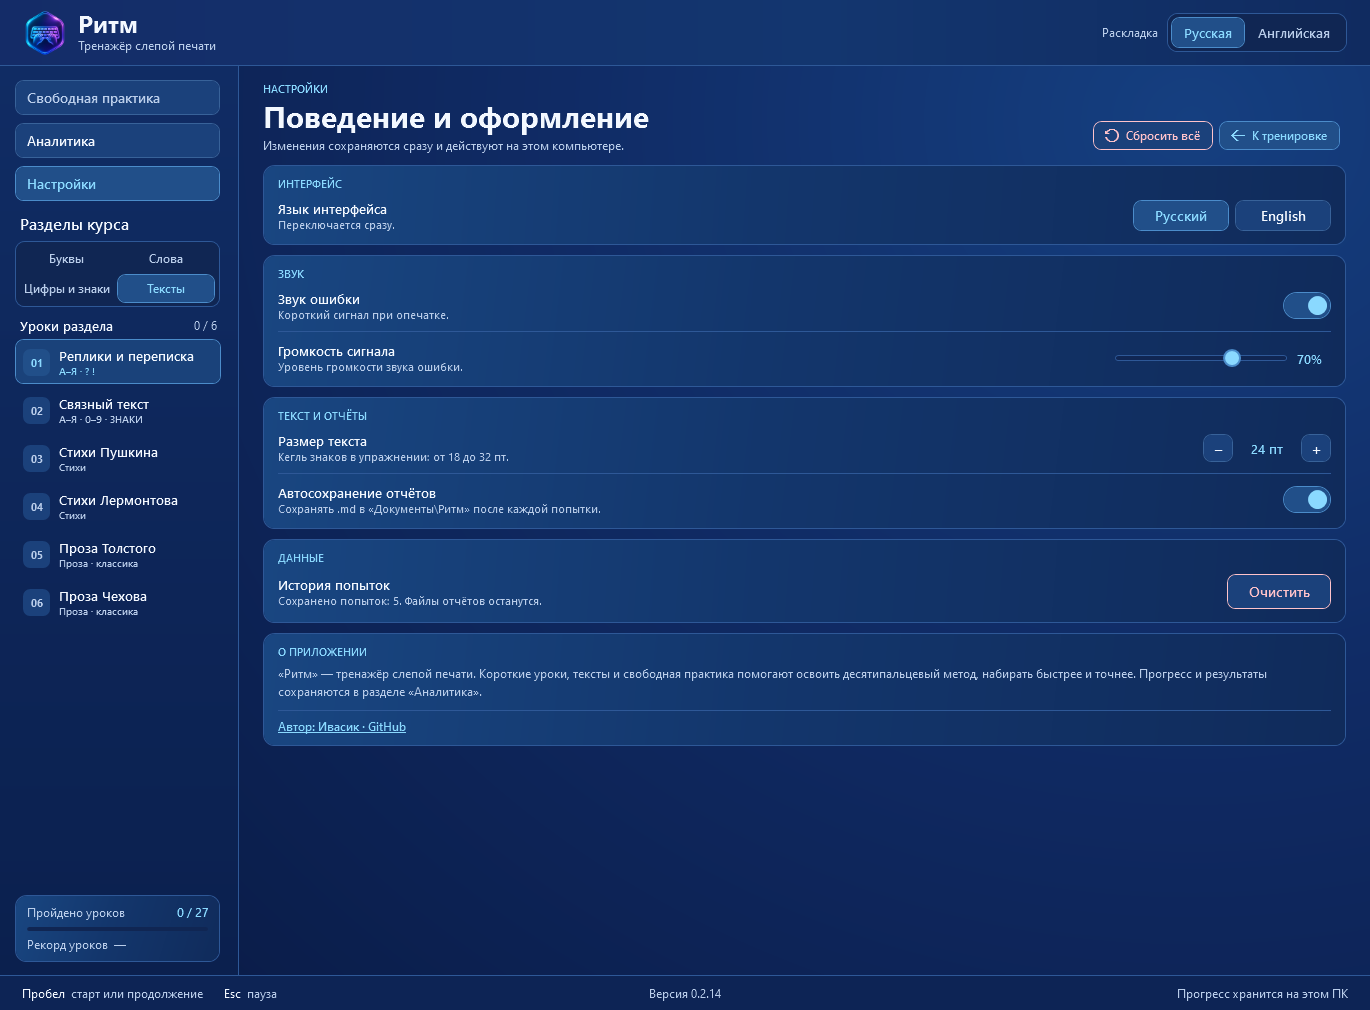 Ритм
Тренажёр слепой печати
Раскладка
Русская
Английская
Свободная практика
Аналитика
Настройки
Разделы курса
Буквы
Слова
Цифры и знаки
Тексты
Уроки раздела
0 / 6
01
Реплики и переписка
А–Я · ? !
02
Связный текст
А–Я · 0–9 · ЗНАКИ
03
Стихи Пушкина
Стихи
04
Стихи Лермонтова
Стихи
05
Проза Толстого
Проза · классика
06
Проза Чехова
Проза · классика
Пройдено уроков
0 / 27
Рекорд уроков —
НАСТРОЙКИ
Поведение и оформление
Изменения сохраняются сразу и действуют на этом компьютере.
Сбросить всё
К тренировке
ИНТЕРФЕЙС
Язык интерфейса
Переключается сразу.
Русский
English
ЗВУК
Звук ошибки
Короткий сигнал при опечатке.
Громкость сигнала
Уровень громкости звука ошибки.
70%
ТЕКСТ И ОТЧЁТЫ
Размер текста
Кегль знаков в упражнении: от 18 до 32 пт.
–
24 пт
+
Автосохранение отчётов
Сохранять .md в «Документы\Ритм» после каждой попытки.
ДАННЫЕ
История попыток
Сохранено попыток: 5. Файлы отчётов останутся.
Очистить
О ПРИЛОЖЕНИИ
«Ритм» — тренажёр слепой печати. Короткие уроки, тексты и свободная практика помогают освоить десятипальцевый метод, набирать быстрее и точнее. Прогресс и результаты
сохраняются в разделе «Аналитика».
Автор: Ивасик · GitHub
Пробел старт или продолжение
Esc пауза
Версия 0.2.14
Прогресс хранится на этом ПК